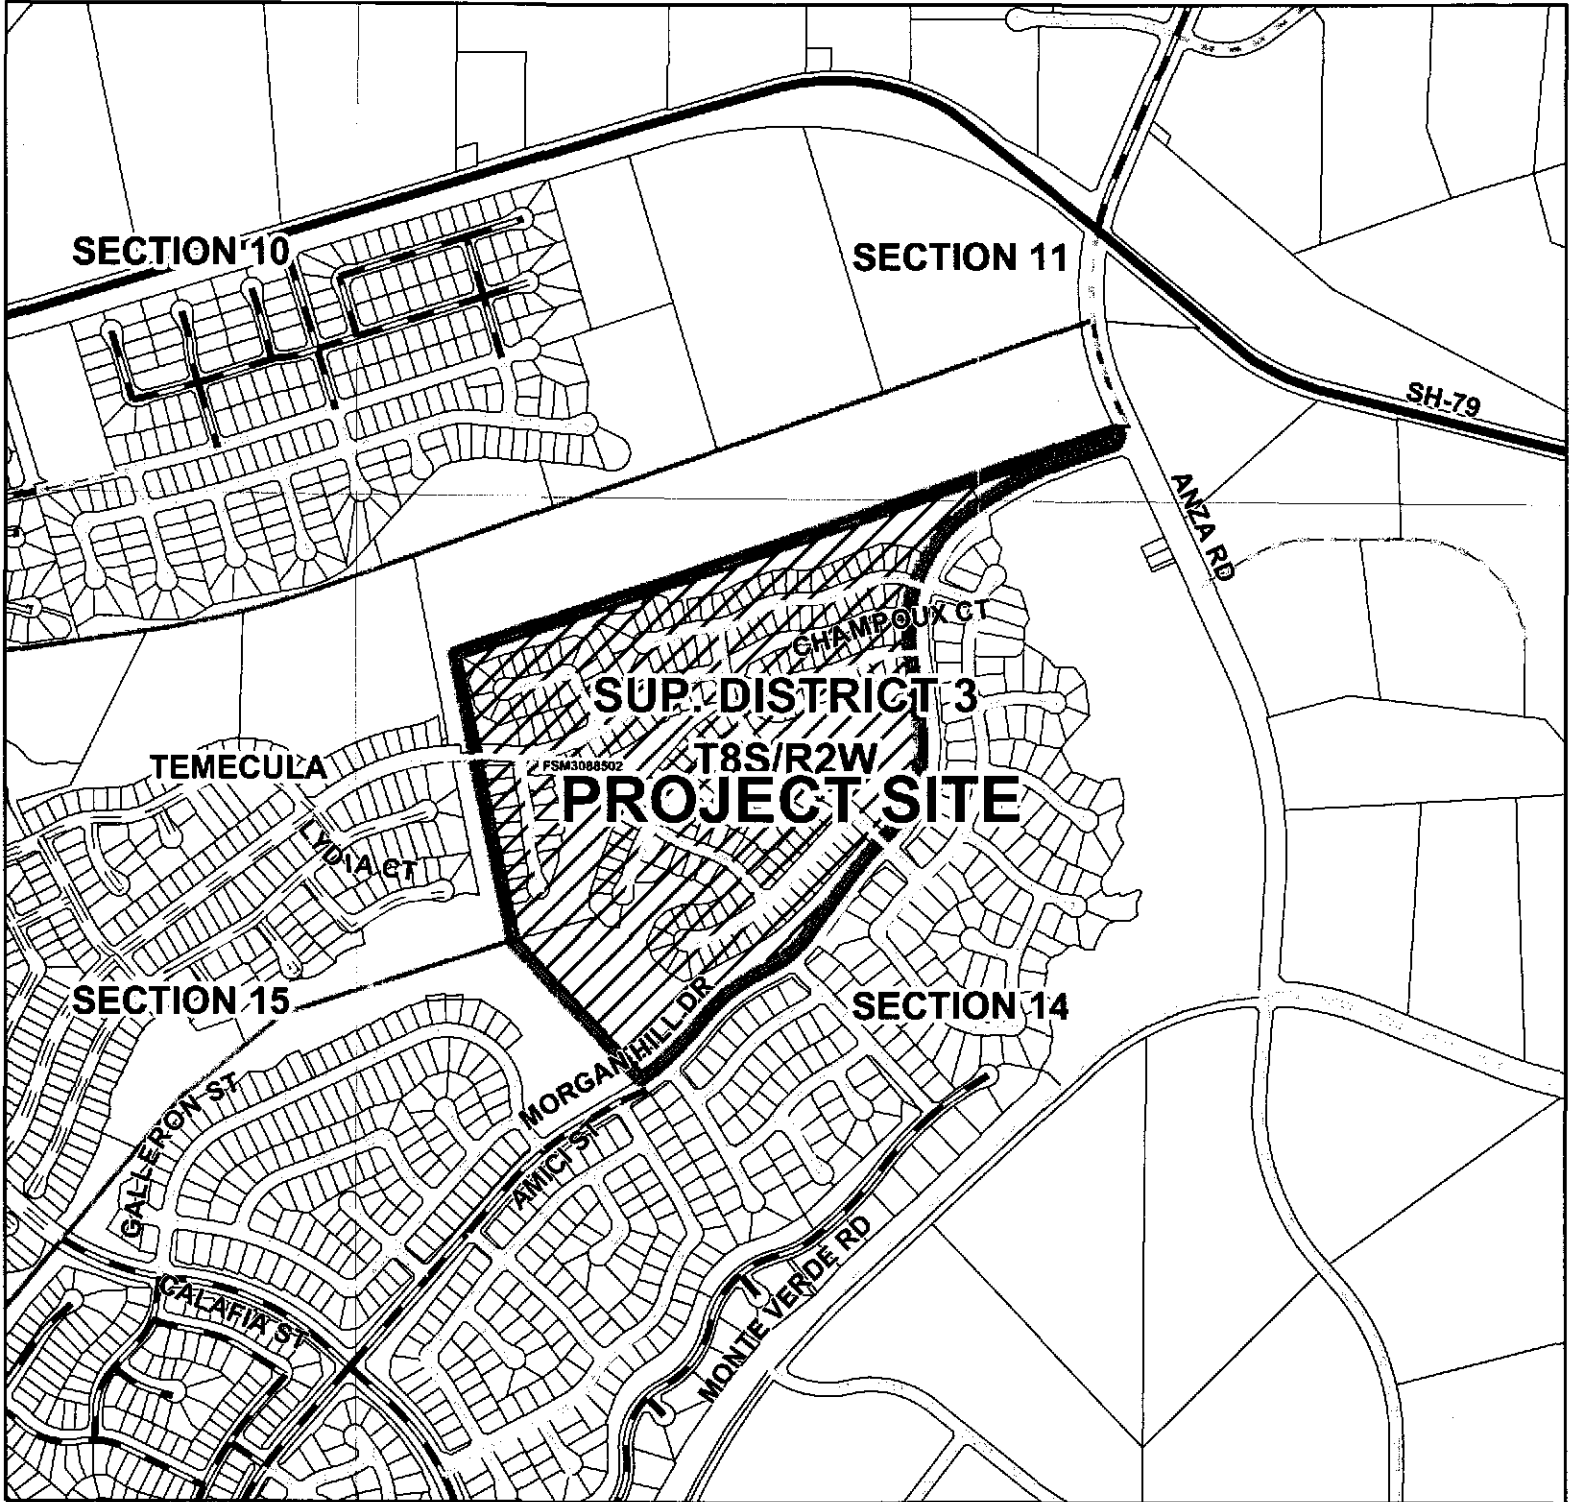 SECTION 10
SECTION 11
SH-79
ANZA RD
CHAMPOUX CT
SUP. DISTRICT 3
T8S/R2W
TEMECULA
FSM3088502
PROJECT SITE
LYDIA CT
SECTION 15
SECTION 14
MORGAN HILL DR
GALLERON ST
AMICI ST
CALAFIA ST
MONTE VERDE RD